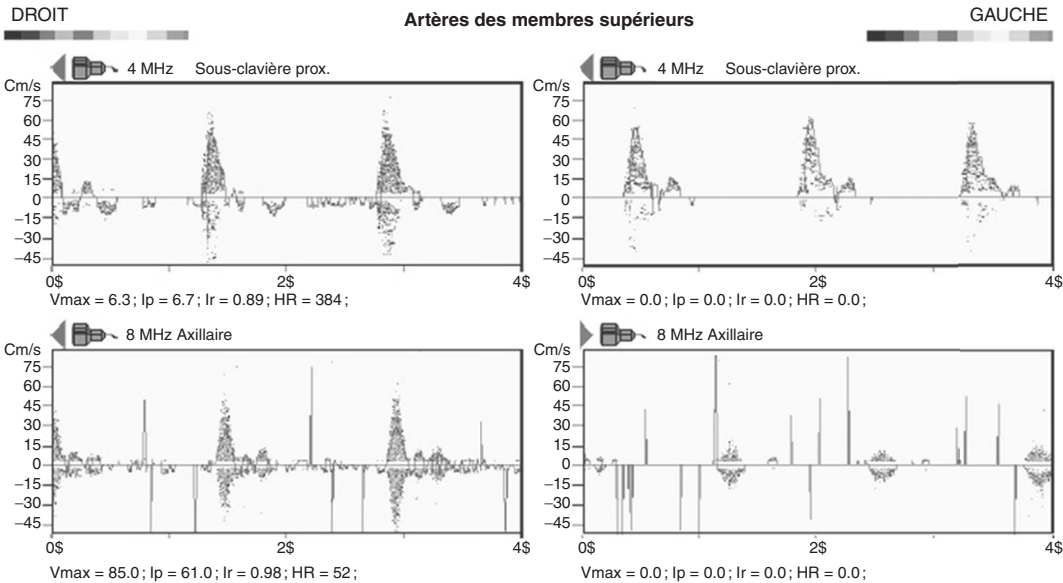 DROIT
Artères des membres supérieurs
GAUCHE
4 MHz Sous-clavière prox.
Cm/s
75
60
45
30
15
0
−15
−30
−45
0$ 2$ 4$
Vmax = 6.3 ; Ip = 6.7 ; Ir = 0.89 ; HR = 384 ;
4 MHz Sous-clavière prox.
Cm/s
75
60
45
30
15
0
−15
−30
−45
0$ 2$ 4$
Vmax = 0.0 ; Ip = 0.0 ; Ir = 0.0 ; HR = 0.0 ;
8 MHz Axillaire
Cm/s
75
60
45
30
15
0
−15
−30
−45
0$ 2$ 4$
Vmax = 85.0 ; Ip = 61.0 ; Ir = 0.98 ; HR = 52 ;
8 MHz Axillaire
Cm/s
75
60
45
30
15
0
−15
−30
−45
0$ 2$ 4$
Vmax = 0.0 ; Ip = 0.0 ; Ir = 0.0 ; HR = 0.0 ;